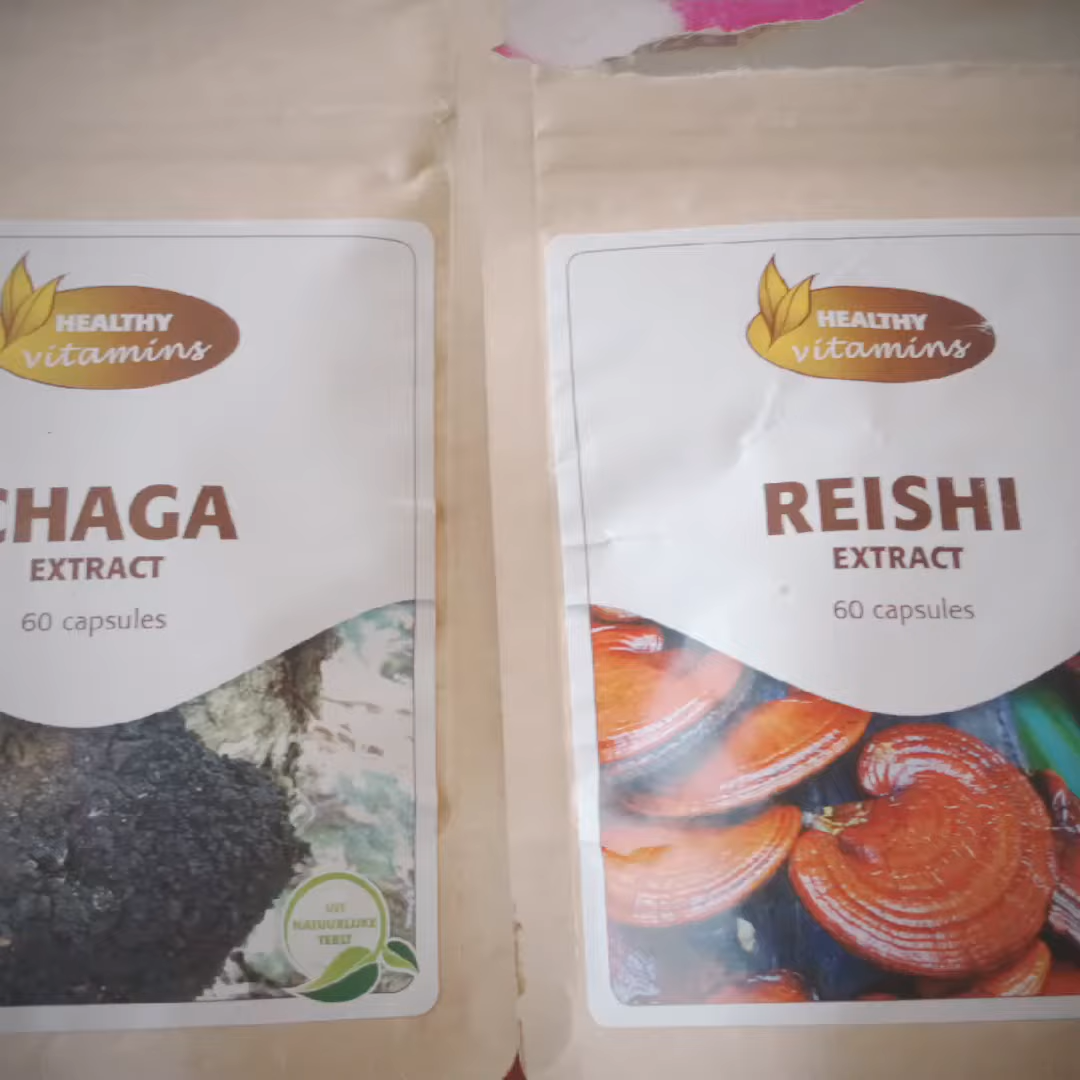 HEALTHY
vitamins
CHAGA
EXTRACT
60 capsules
UIT
NATUURLIJKE
TEELT
HEALTHY
vitamins
REISHI
EXTRACT
60 capsules